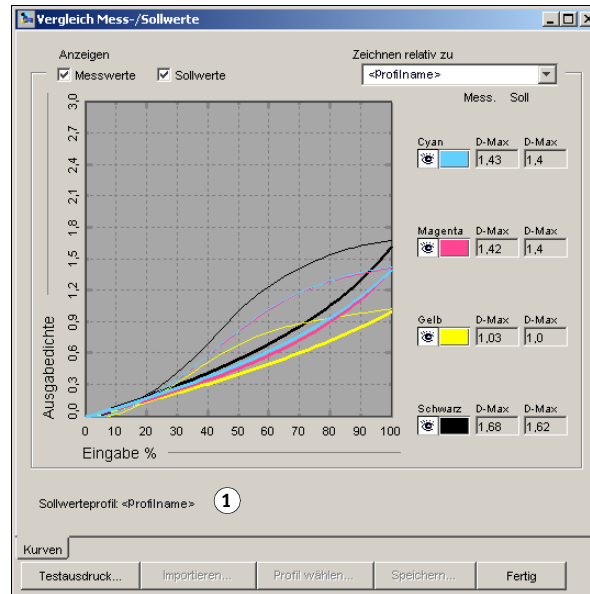 Vergleich Mess-/Sollwerte
Anzeigen
Messwerte Sollwerte
Zeichnen relativ zu
<Profilname>
Mess. Soll
Ausgabedichte
3,0
2,7
2,4
2,1
1,8
1,5
1,2
0,9
0,6
0,3
0,0
0 10 20 30 40 50 60 70 80 90 100
Eingabe %
Cyan D-Max D-Max
1,43 1,4
Magenta D-Max D-Max
1,42 1,4
Gelb D-Max D-Max
1,03 1,0
Schwarz D-Max D-Max
1,68 1,62
Sollwerteprofil: <Profilname> 1
Kurven
Testausdruck... Importieren... Profil wählen... Speichern... Fertig